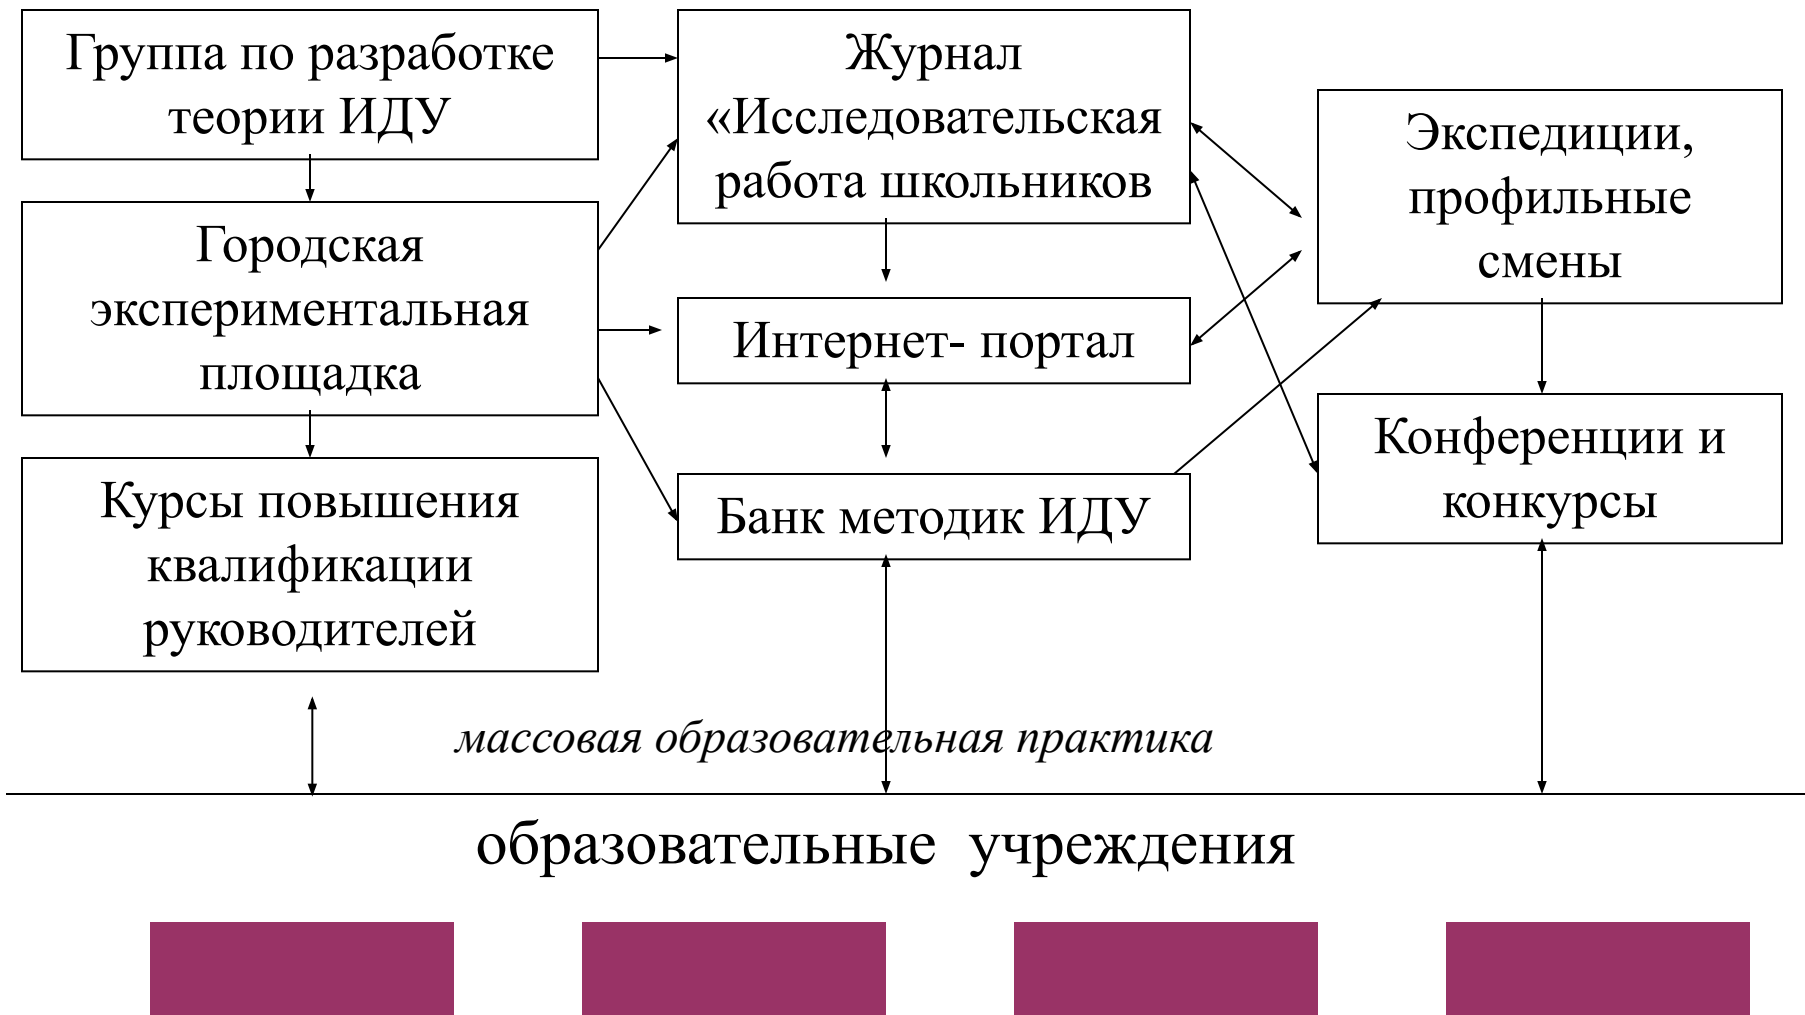 Группа по разработке
теории ИДУ
Городская
экспериментальная
площадка
Курсы повышения
квалификации
руководителей
Журнал
«Исследовательская
работа школьников
Интернет- портал
Банк методик ИДУ
Экспедиции,
профильные
смены
Конференции и
конкурсы
массовая образовательная практика
образовательные учреждения